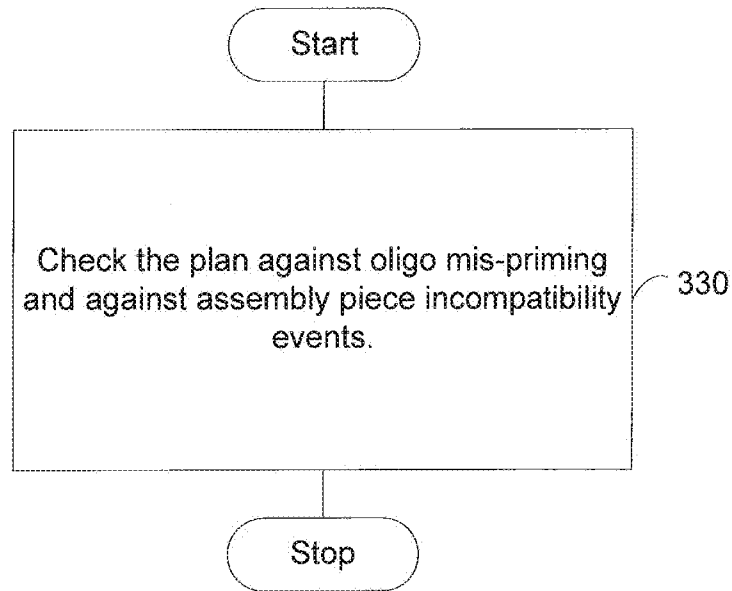 Start
Check the plan against oligo mis-priming
and against assembly piece incompatibility
events.
330
Stop